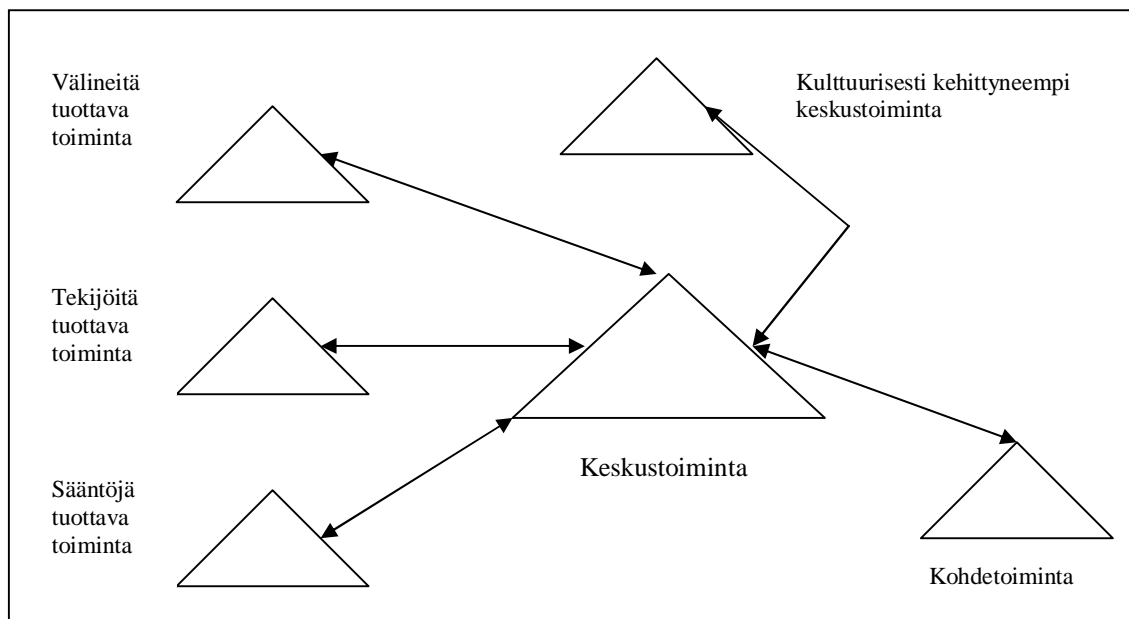 Välineitä
tuottava
toiminta
Kulttuurisesti kehittyneempi
keskustoiminta
Tekijöitä
tuottava
toiminta
Keskustoiminta
Sääntöjä
tuottava
toiminta
Kohdetoiminta